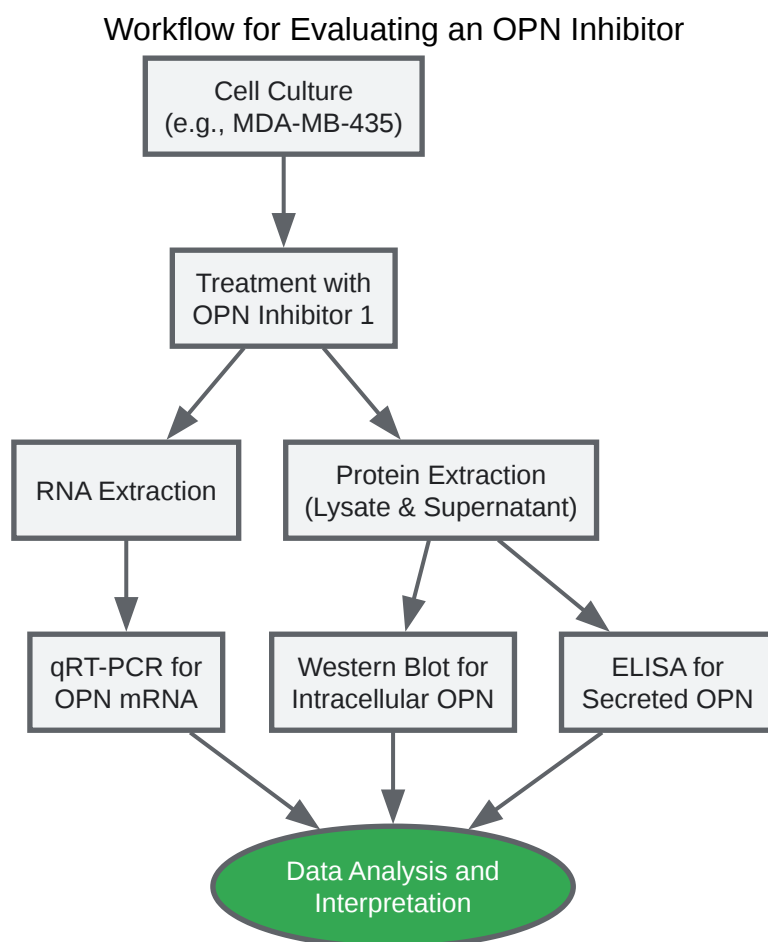 Workflow for Evaluating an OPN Inhibitor
Cell Culture
(e.g., MDA-MB-435)
Treatment with
OPN Inhibitor 1
RNA Extraction
Protein Extraction
(Lysate & Supernatant)
qRT-PCR for
OPN mRNA
Western Blot for
Intracellular OPN
ELISA for
Secreted OPN
Data Analysis and
Interpretation